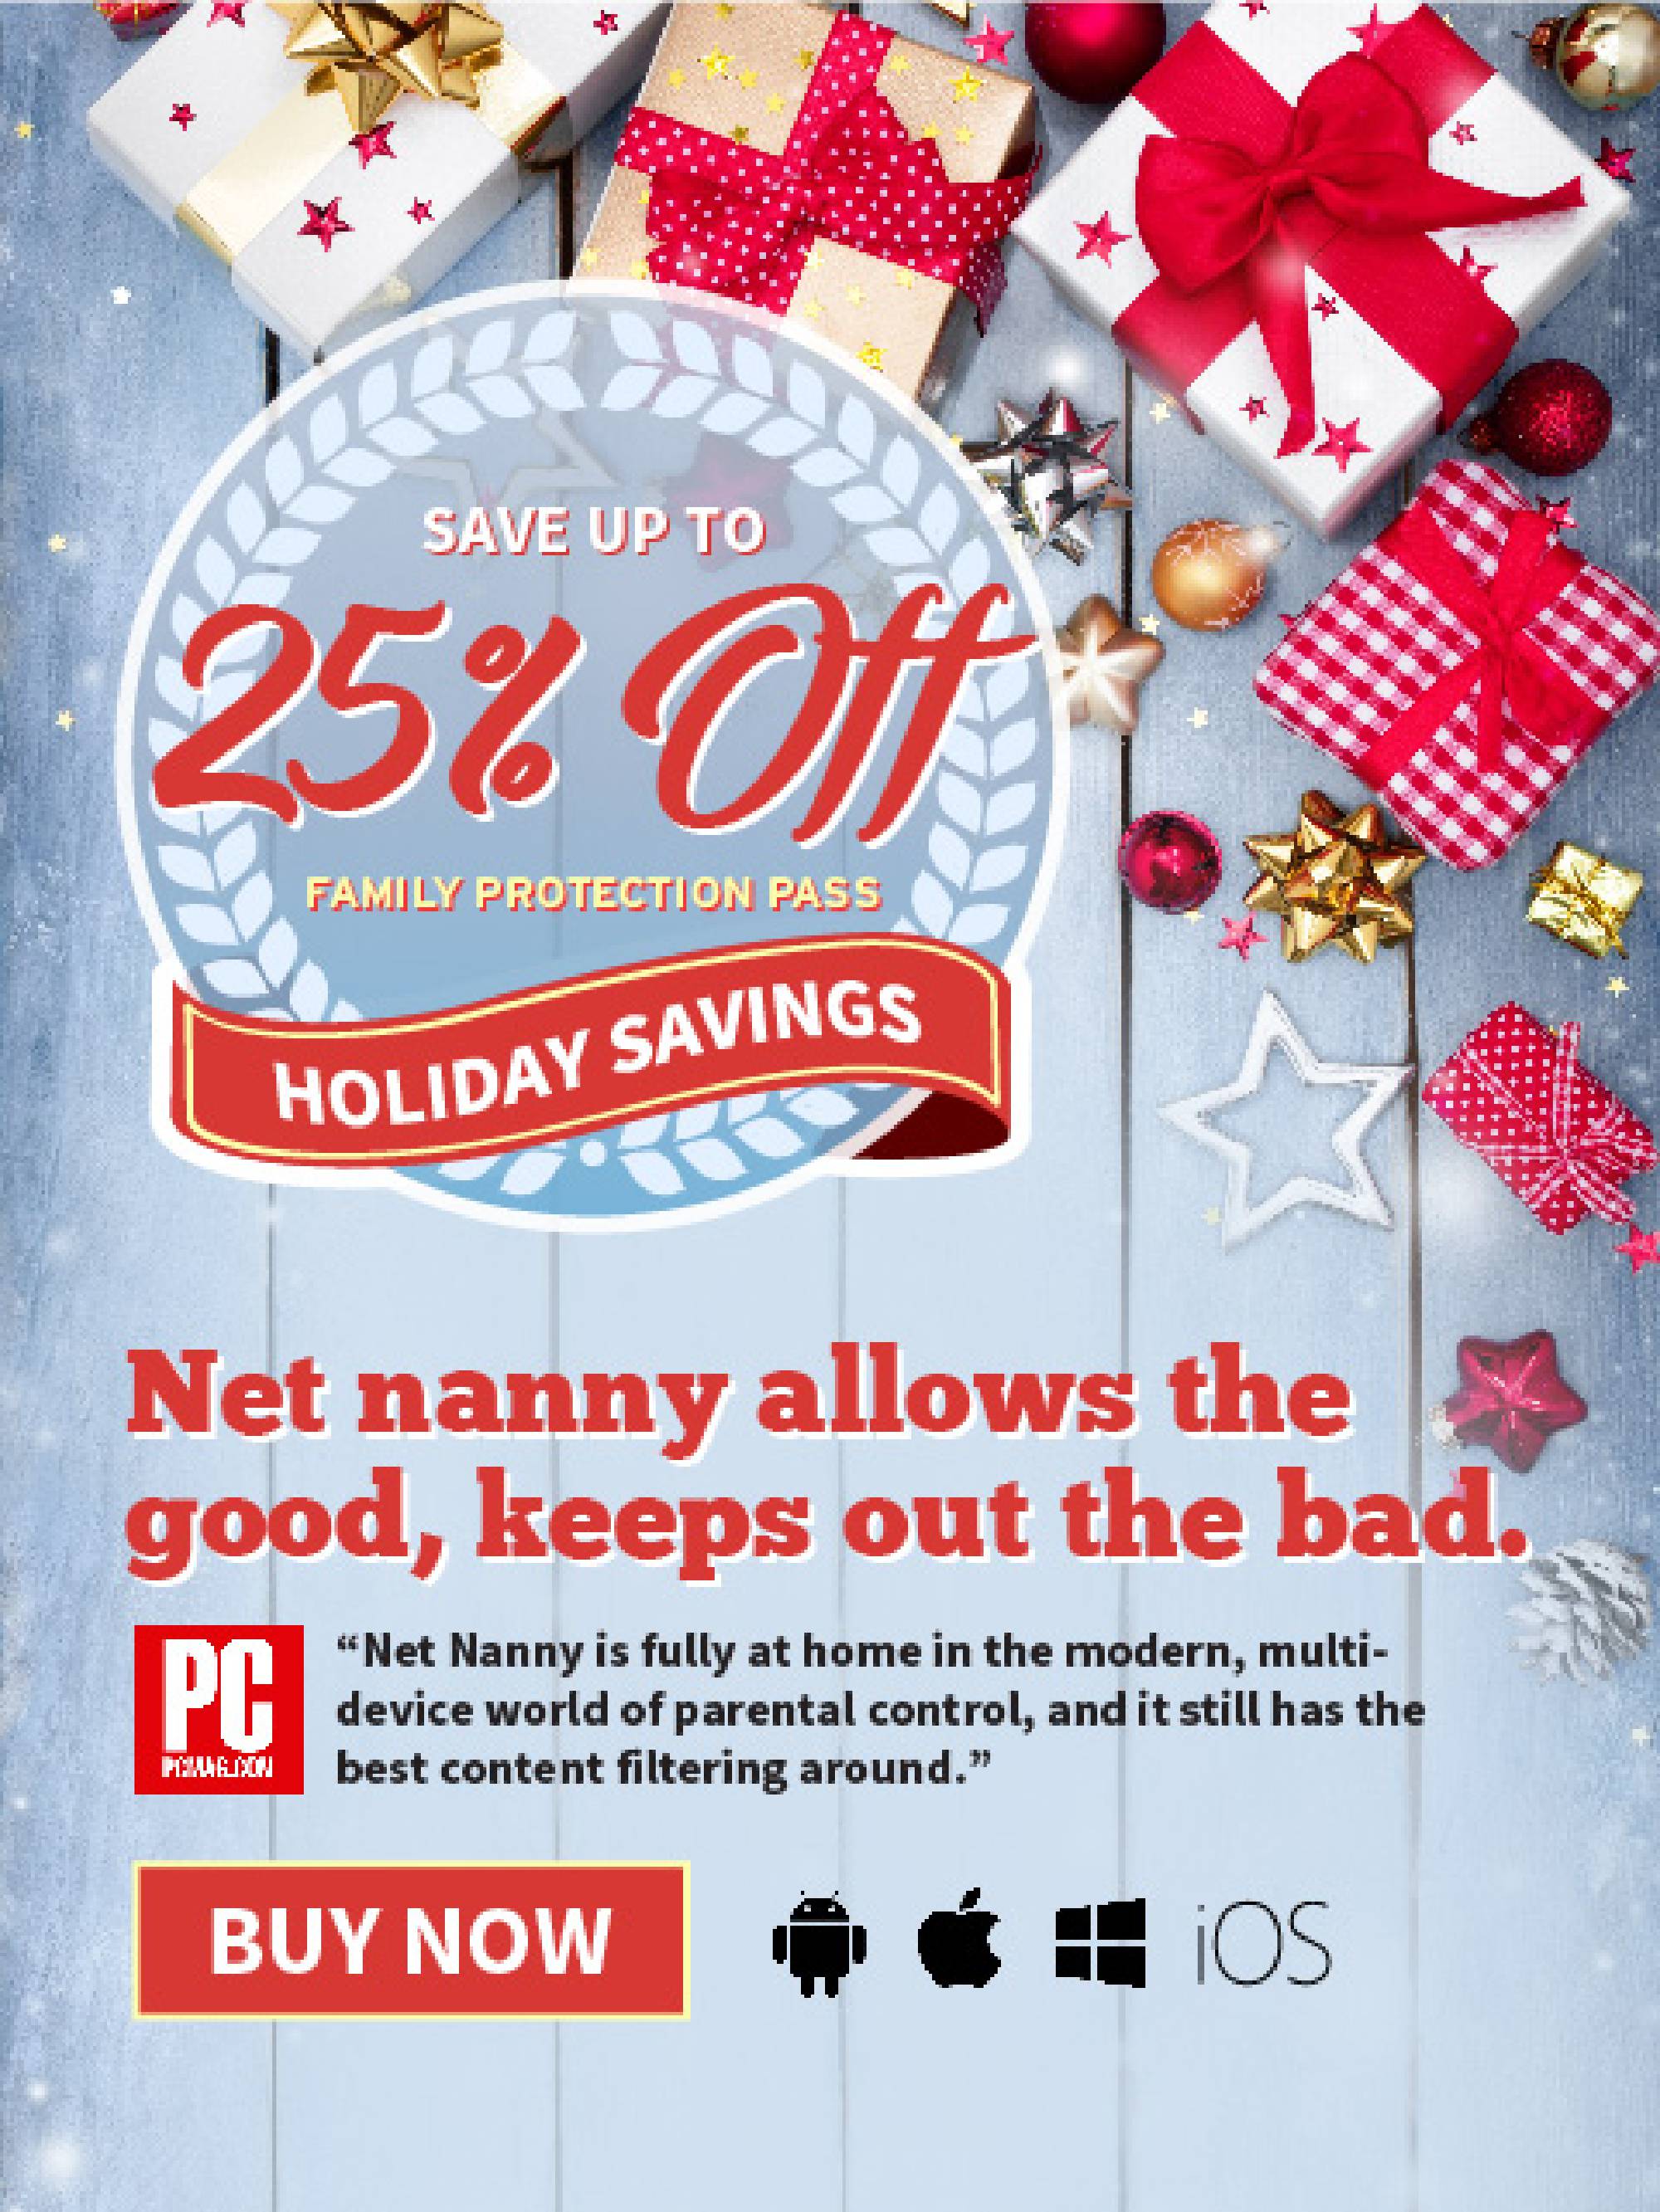 SAVE UP TO
25% Off
FAMILY PROTECTION PASS
HOLIDAY SAVINGS
Net nanny allows the
good, keeps out the bad.
PC
PCMAG.COM
“Net Nanny is fully at home in the modern, multi-
device world of parental control, and it still has the
best content filtering around.”
BUY NOW
iOS